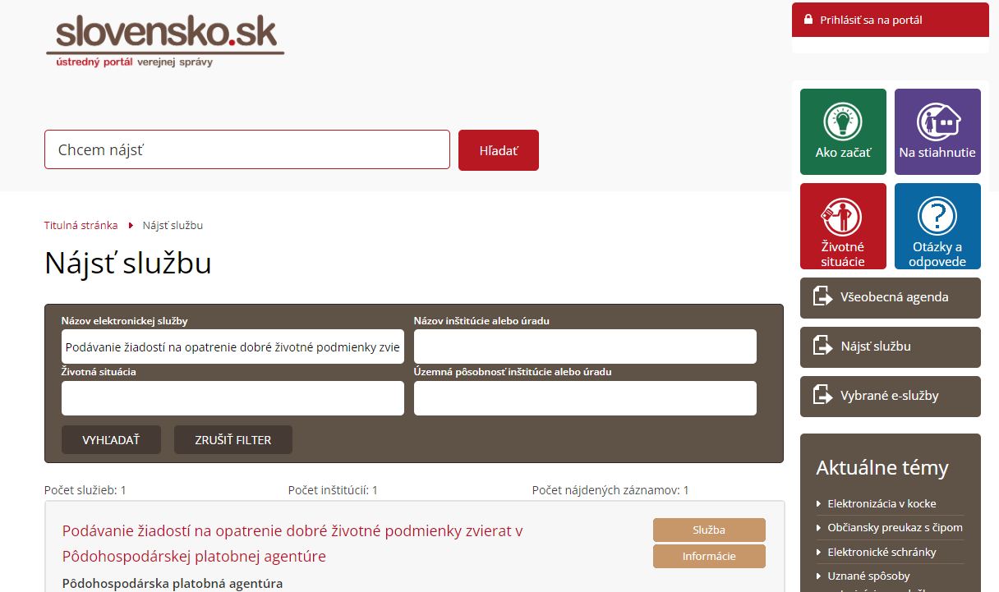 slovensko.sk
ústredný portál verejnej správy
Prihlásiť sa na portál
Chcem nájsť
Hľadať
Ako začať
Na stiahnutie
Životné
situácie
Otázky a
odpovede
Všeobecná agenda
Nájsť službu
Vybrané e-služby
Titulná stránka
Nájsť službu
Nájsť službu
Názov elektronickej služby
Názov inštitúcie alebo úradu
Podávanie žiadostí na opatrenie dobré životné podmienky zvie
Životná situácia
Územná pôsobnosť inštitúcie alebo úradu
VYHĽADAŤ
ZRUŠIŤ FILTER
Počet služieb: 1
Počet inštitúcií: 1
Počet nájdených záznamov: 1
Podávanie žiadostí na opatrenie dobré životné podmienky zvierat v
Pôdohospodárskej platobnej agentúre
Pôdohospodárska platobná agentúra
Služba
Informácie
Aktuálne témy
Elektronizácia v kocke
Občiansky preukaz s čipom
Elektronické schránky
Uznané spôsoby